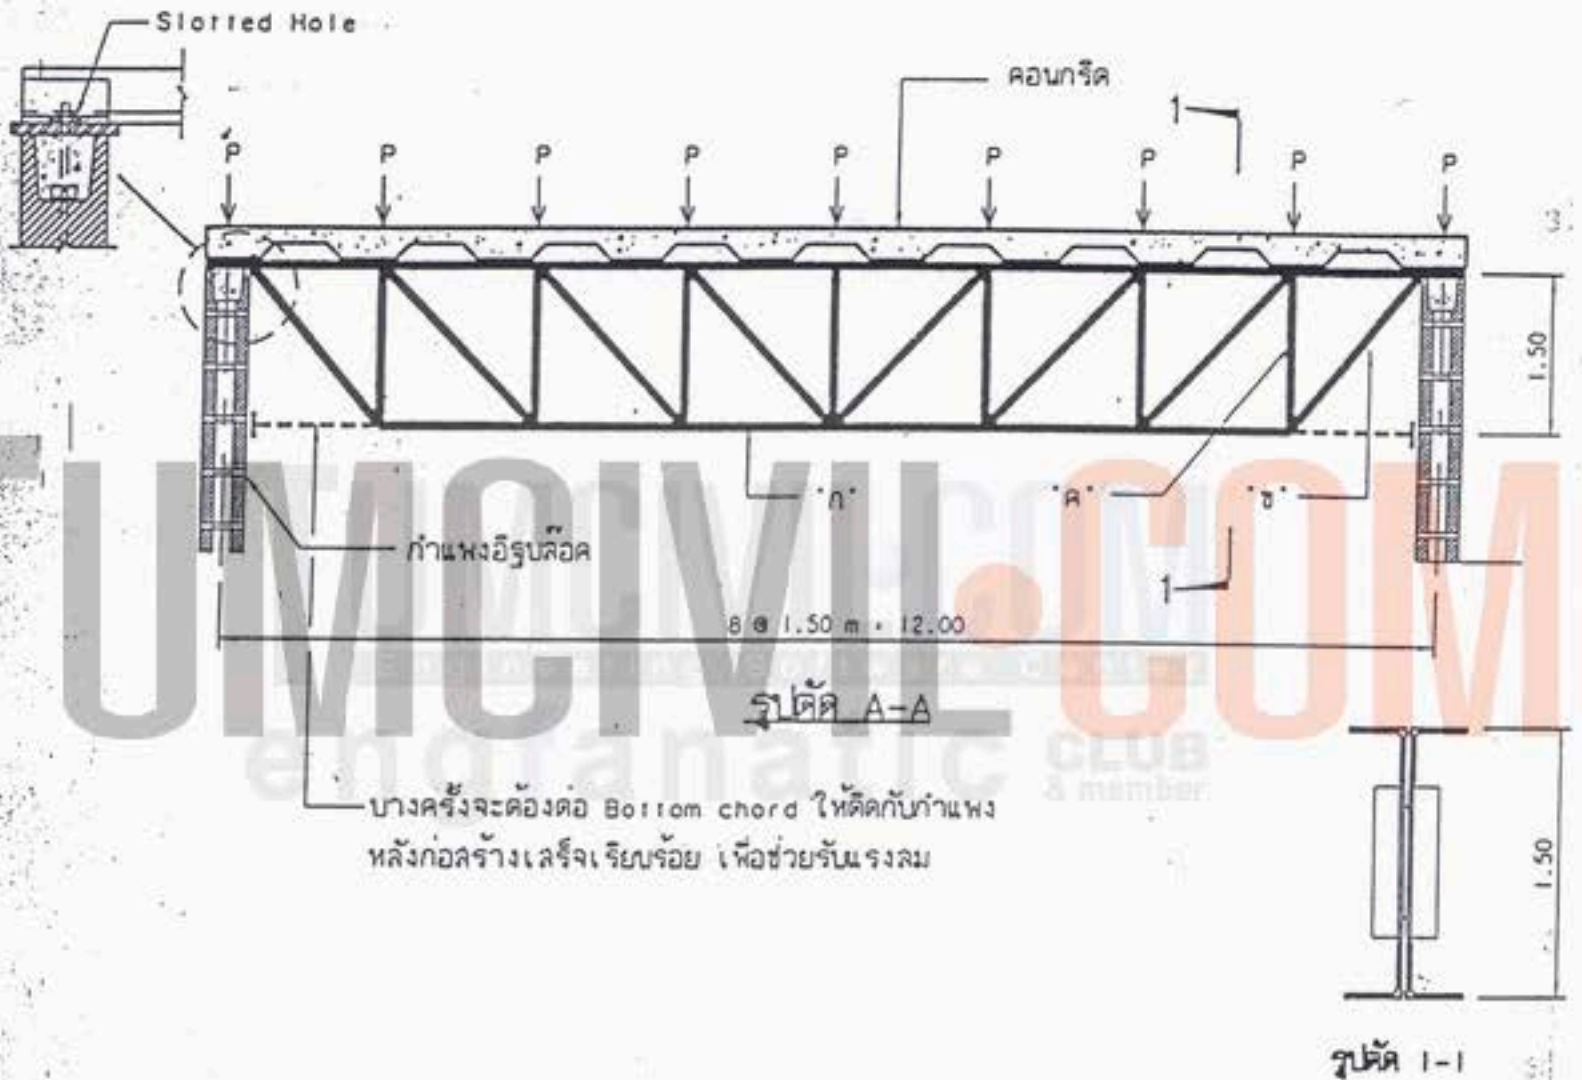 Slotted Hole
คอนกรีต
1
P P P P P P P P P
1.50
"ก"
"ค"
"ข"
กำแพงอิฐบล๊อค
1
8 @ 1.50 m = 12.00
รูปตัด A-A
UMCIVIL.COM
engranatic CLUB
& member
บางครั้งจะต้องต่อ Bottom chord ให้ติดกับกำแพง
หลังก่อสร้างเสร็จเรียบร้อย เพื่อช่วยรับแรงลม
1.50
รูปตัด 1-1